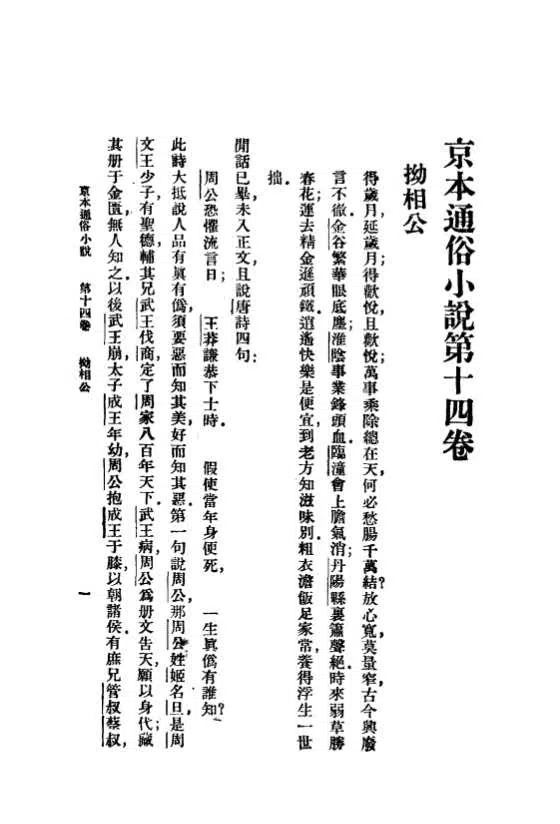 京本通俗小說第十四卷
拗相公
得歲月，延歲月；得歡悅，且歡悅；萬事乘除總在天，何必愁腸千萬結？放心寬，莫量窄，古今興廢
言不徹，金谷繁華眼底塵；淮陰事業鋒頭血。臨潼會上膽氣消；丹陽縣裏簫聲絕。時來弱草勝
春花；運去精金遜頑鐵。逍遙快樂是便宜，到老方知滋味別。粗衣澹飯足家常，養得浮生一世
拙。
閒話已畢，未入正文，且說唐詩四句：
周公恐懼流言日；　王莽謙恭下士時。　假使當年身便死，　一生眞僞有誰知？
此詩大抵說人品有眞有僞，須要惡而知其美，好而知其惡。第一句說周公，那周公姓姬名旦，是周
文王少子，有聖德，輔其兄武王伐商，定了周家八百年天下。武王病，周公爲册文吿天，願以身代；藏
其册于金匱，無人知之。以後武王崩，太子成王年幼，周公抱成王于膝，以朝諸侯。有庶兄管叔蔡叔，
京本通俗小說　第十四卷　拗相公　一